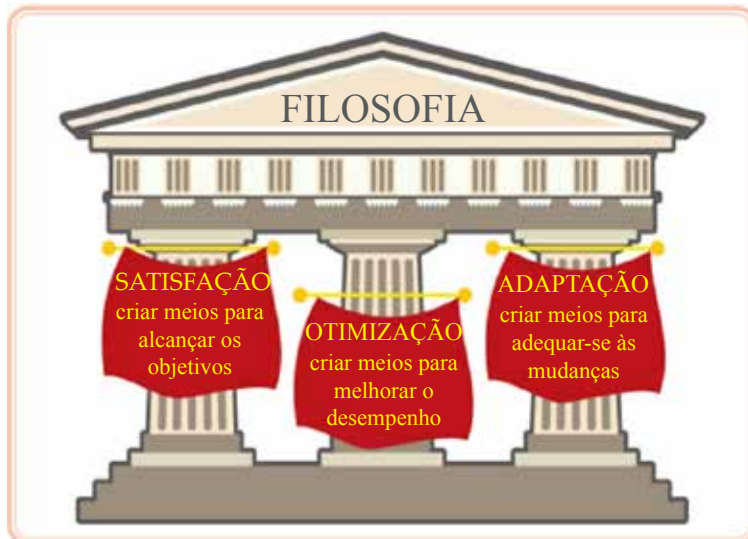 FILOSOFIA
SATISFAÇÃO
criar meios para
alcançar os
objetivos
OTIMIZAÇÃO
criar meios para
melhorar o
desempenho
ADAPTAÇÃO
criar meios para
adequar-se às
mudanças